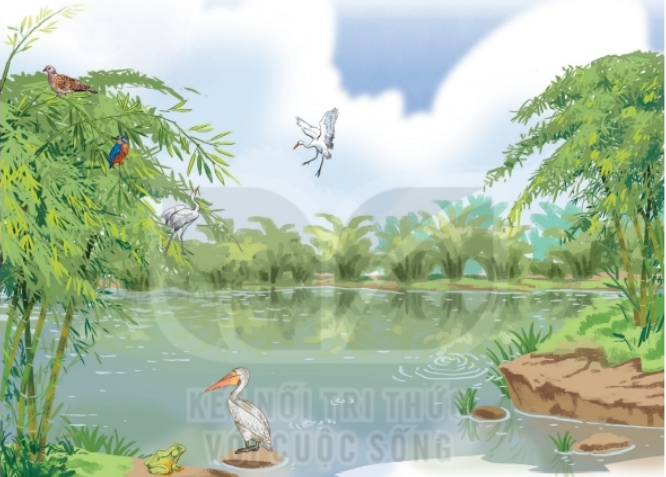 KẾT NỐI TRI THỨC
VỚI CUỘC SỐNG